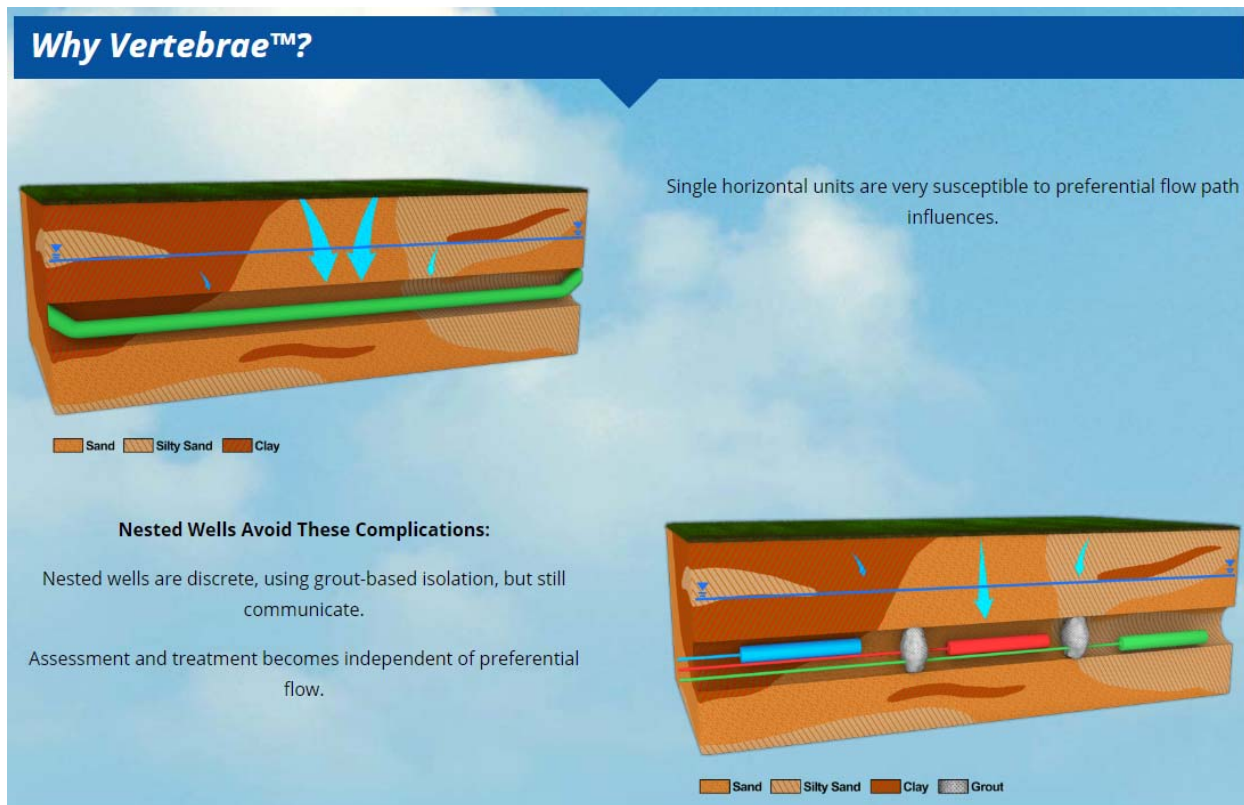 Why Vertebrae™?
Single horizontal units are very susceptible to preferential flow path
influences.
Sand Silty Sand Clay
Nested Wells Avoid These Complications:
Nested wells are discrete, using grout-based isolation, but still
communicate.
Assessment and treatment becomes independent of preferential
flow.
Sand Silty Sand Clay Grout